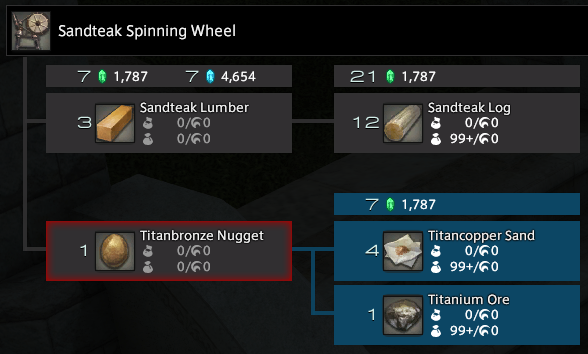 Sandteak Spinning Wheel
7 1,787 7 4,654
21 1,787
3 Sandteak Lumber
0/0
0/0
12 Sandteak Log
0/0
99+/0
7 1,787
1 Titanbronze Nugget
0/0
0/0
4 Titancopper Sand
0/0
99+/0
1 Titanium Ore
0/0
99+/0